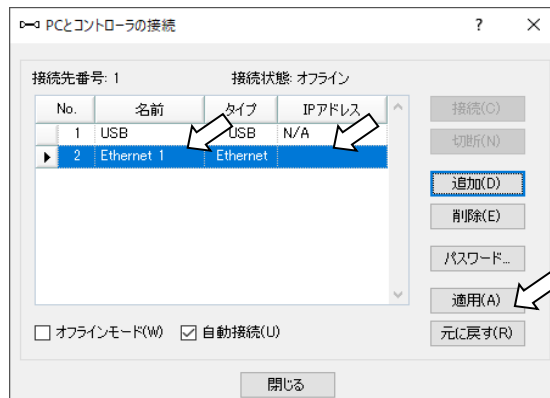 PCとコントローラの接続
接続先番号: 1 接続状態: オフライン
No. 名前 タイプ IPアドレス
1 USB USB N/A
2 Ethernet 1 Ethernet
接続(C)
切断(N)
追加(D)
削除(E)
パスワード...
適用(A)
元に戻す(R)
オフラインモード(W) 自動接続(U)
閉じる